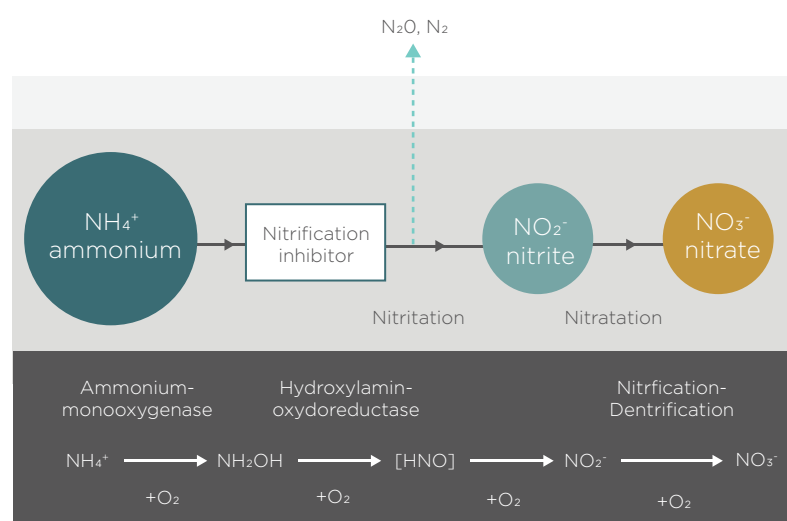 N₂0, N₂
NH₄⁺
ammonium
Nitrification
inhibitor
NO₂⁻
nitrite
NO₃⁻
nitrate
Nitritation
Nitratation
Ammonium-
monooxygenase
Hydroxylamin-
oxydoreductase
Nitrfication-
Dentrification
NH₄⁺
NH₂OH
[HNO]
NO₂⁻
NO₃⁻
+O₂
+O₂
+O₂
+O₂